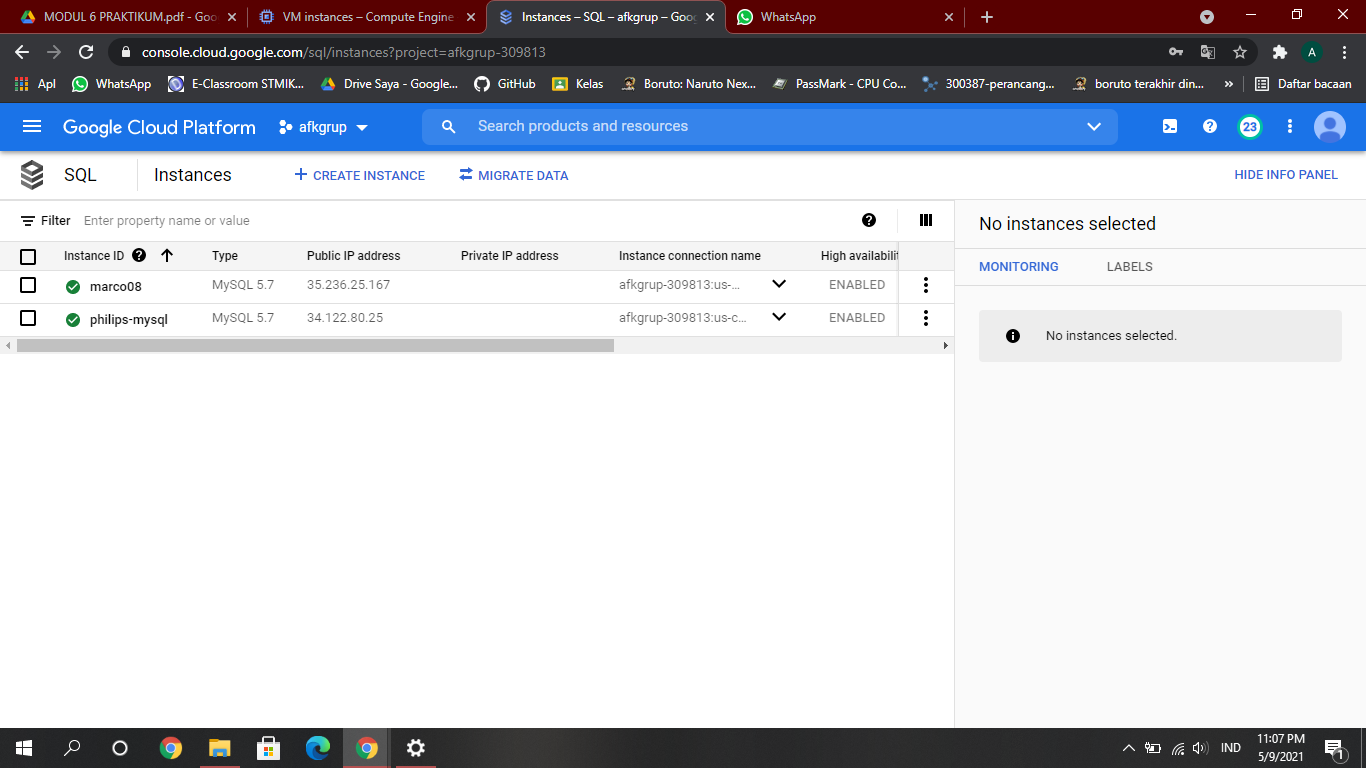 MODUL 6 PRAKTIKUM.pdf - Goo
VM instances – Compute Engine
Instances – SQL – afkgrup – Goog
WhatsApp
console.cloud.google.com/sql/instances?project=afkgrup-309813
A
Apl
WhatsApp
E-Classroom STMIK...
Drive Saya - Google...
GitHub
Kelas
Boruto: Naruto Nex...
PassMark - CPU Co...
300387-perancang...
boruto terakhir din...
»
Daftar bacaan
Google Cloud Platform
afkgrup
Search products and resources
23
SQL
Instances
+ CREATE INSTANCE
MIGRATE DATA
HIDE INFO PANEL
Filter Enter property name or value
Instance ID Type Public IP address Private IP address Instance connection name High availabilit
marco08 MySQL 5.7 35.236.25.167 afkgrup-309813:us-... ENABLED
philips-mysql MySQL 5.7 34.122.80.25 afkgrup-309813:us-c... ENABLED
No instances selected
MONITORING LABELS
No instances selected.
IND
11:07 PM
5/9/2021
1